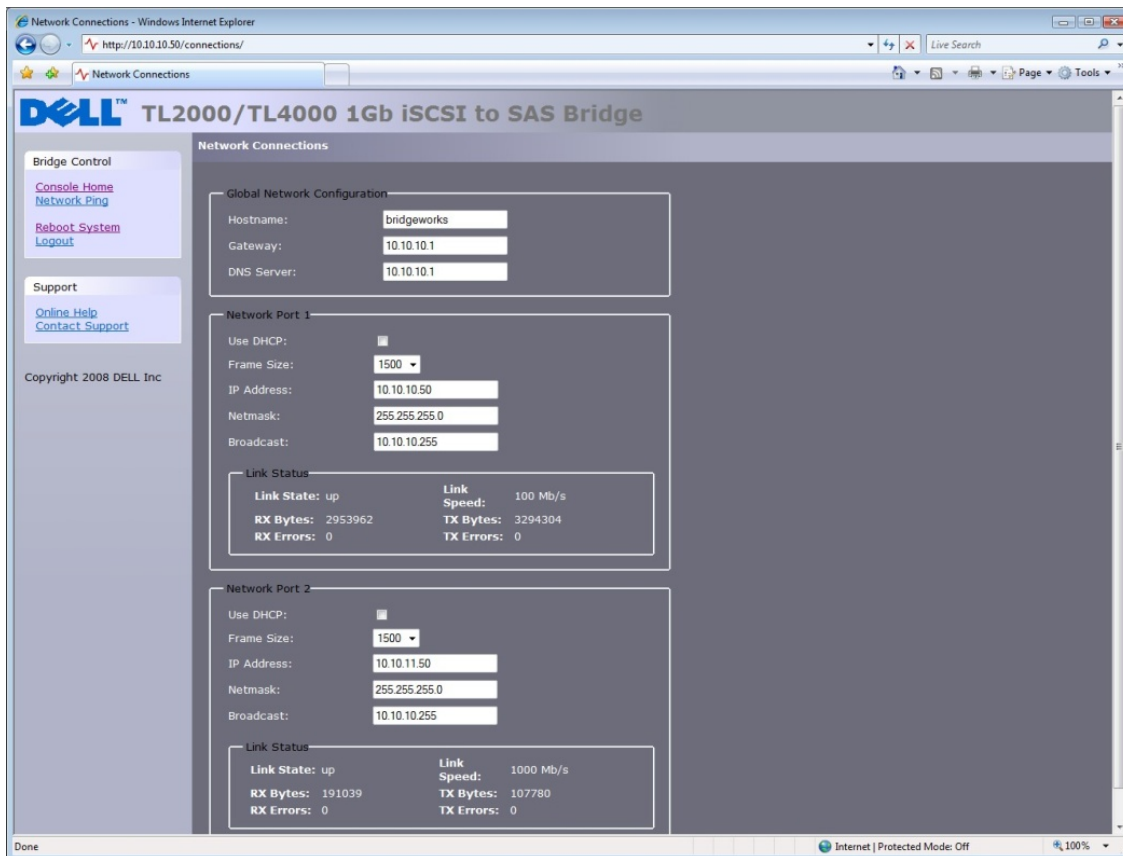 Network Connections - Windows Internet Explorer
http://10.10.10.50/connections/
Live Search
Network Connections
Page
Tools
DELL™ TL2000/TL4000 1Gb iSCSI to SAS Bridge
Network Connections
Bridge Control
Console Home
Network Ping
Reboot System
Logout
Support
Online Help
Contact Support
Copyright 2008 DELL Inc
Global Network Configuration
Hostname: bridgeworks
Gateway: 10.10.10.1
DNS Server: 10.10.10.1
Network Port 1
Use DHCP:
Frame Size: 1500
IP Address: 10.10.10.50
Netmask: 255.255.255.0
Broadcast: 10.10.10.255
Link Status
Link State: up Link Speed: 100 Mb/s
RX Bytes: 2953962 TX Bytes: 3294304
RX Errors: 0 TX Errors: 0
Network Port 2
Use DHCP:
Frame Size: 1500
IP Address: 10.10.11.50
Netmask: 255.255.255.0
Broadcast: 10.10.10.255
Link Status
Link State: up Link Speed: 1000 Mb/s
RX Bytes: 191039 TX Bytes: 107780
RX Errors: 0 TX Errors: 0
Done
Internet | Protected Mode: Off
100%